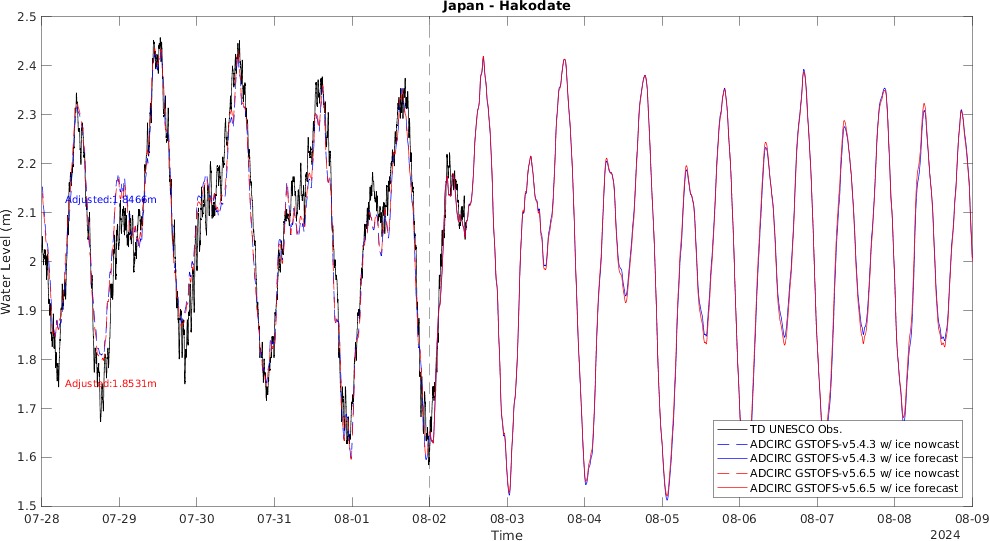 Japan - Hakodate
2.5
2.4
2.3
2.2
2.1
2
1.9
1.8
1.7
1.6
1.5
Water Level (m)
Adjusted:1.8466m
Adjusted:1.8531m
TD UNESCO Obs.
ADCIRC GSTOFS-v5.4.3 w/ ice nowcast
ADCIRC GSTOFS-v5.4.3 w/ ice forecast
ADCIRC GSTOFS-v5.6.5 w/ ice nowcast
ADCIRC GSTOFS-v5.6.5 w/ ice forecast
07-28 07-29 07-30 07-31 08-01 08-02 08-03 08-04 08-05 08-06 08-07 08-08 08-09
Time
2024